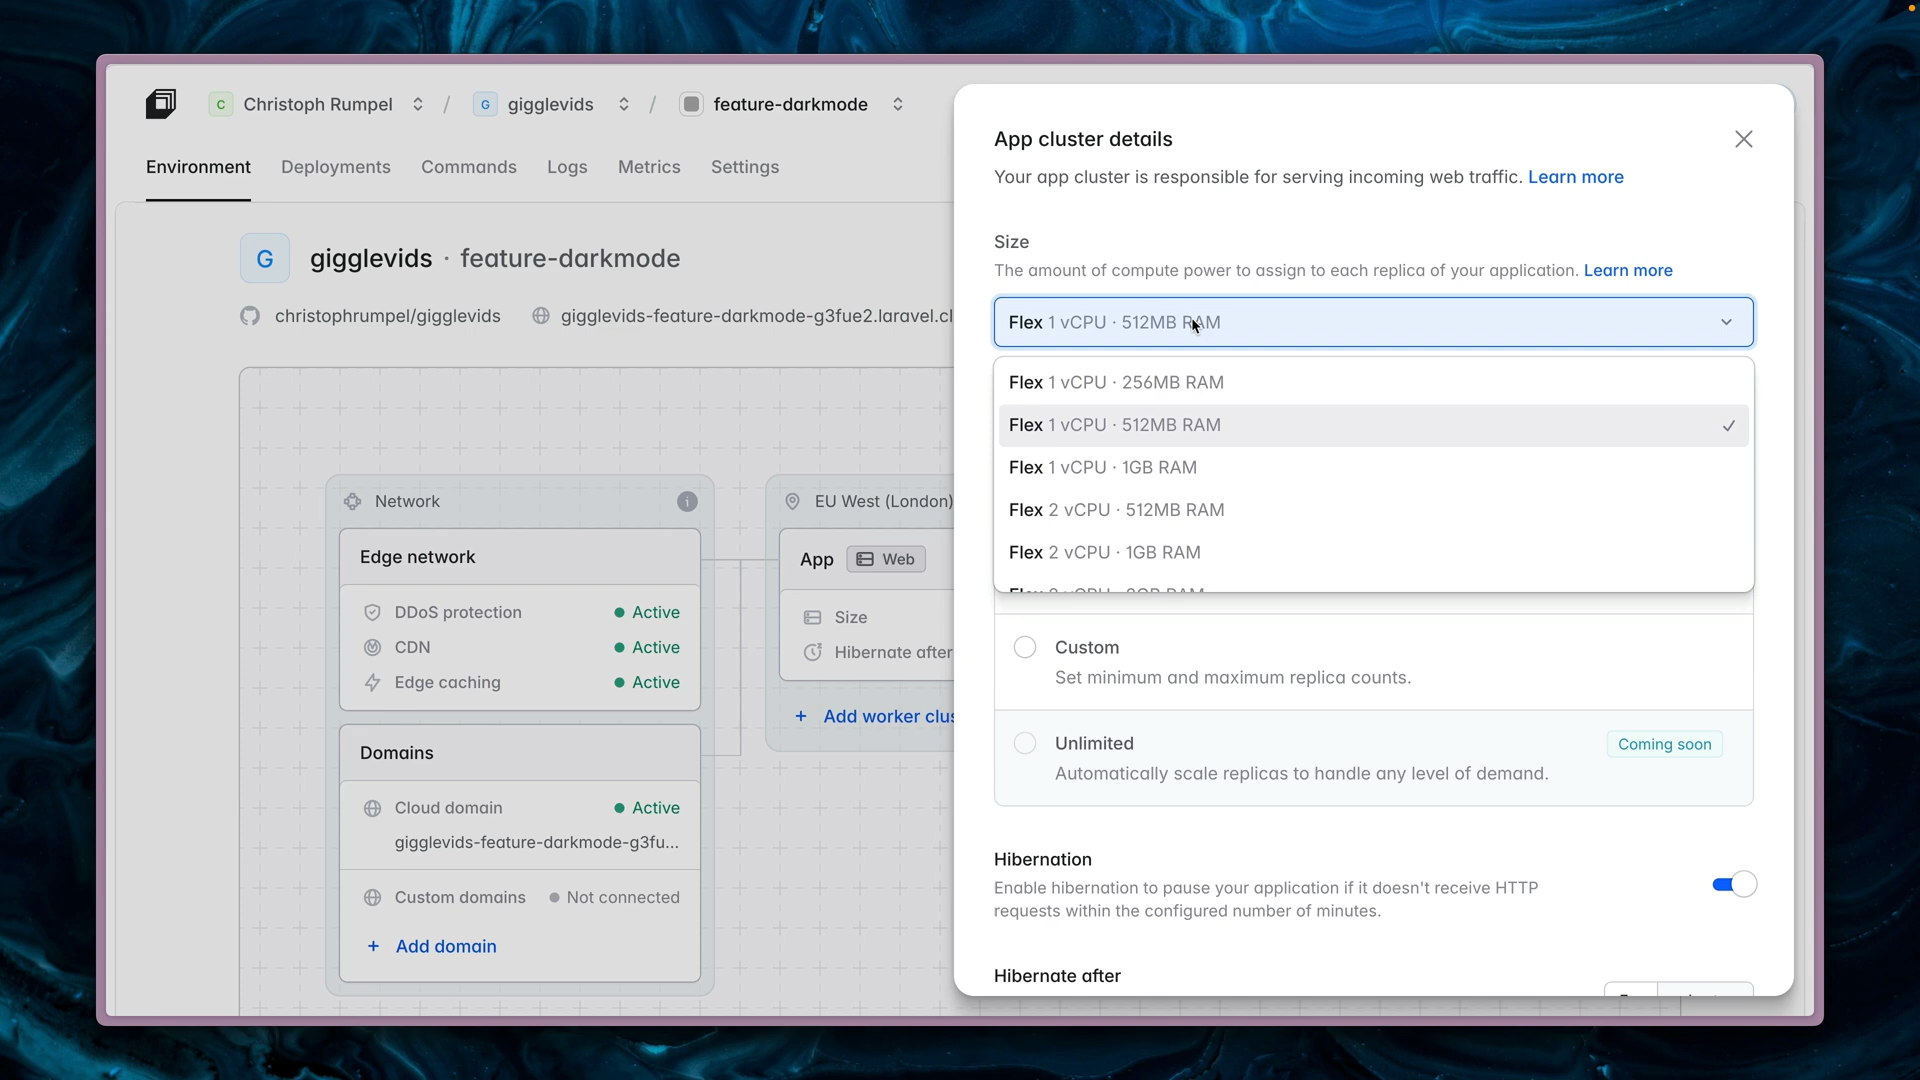 C Christoph Rumpel / G gigglevids / feature-darkmode
Environment Deployments Commands Logs Metrics Settings
G gigglevids · feature-darkmode
christophrumpel/gigglevids gigglevids-feature-darkmode-g3fue2.laravel.cl
Network
Edge network
DDoS protection Active
CDN Active
Edge caching Active
Domains
Cloud domain Active
gigglevids-feature-darkmode-g3fu...
Custom domains Not connected
+ Add domain
EU West (London)
App Web
Size
Hibernate after
+ Add worker clus
App cluster details
Your app cluster is responsible for serving incoming web traffic. Learn more
Size
The amount of compute power to assign to each replica of your application. Learn more
Flex 1 vCPU · 512MB RAM
Flex 1 vCPU · 256MB RAM
Flex 1 vCPU · 512MB RAM
Flex 1 vCPU · 1GB RAM
Flex 2 vCPU · 512MB RAM
Flex 2 vCPU · 1GB RAM
Custom
Set minimum and maximum replica counts.
Unlimited Coming soon
Automatically scale replicas to handle any level of demand.
Hibernation
Enable hibernation to pause your application if it doesn't receive HTTP
requests within the configured number of minutes.
Hibernate after